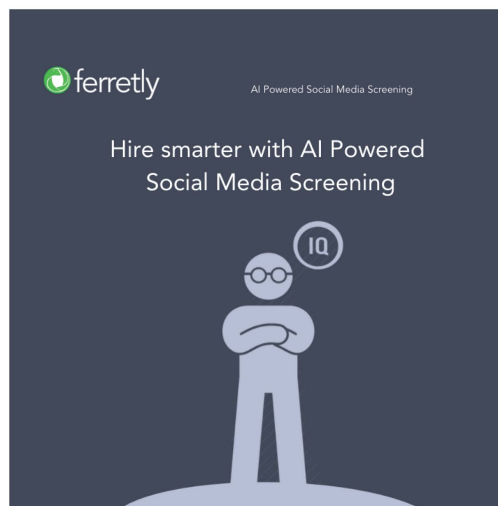 ferretly
AI Powered Social Media Screening
Hire smarter with AI Powered
Social Media Screening
IQ